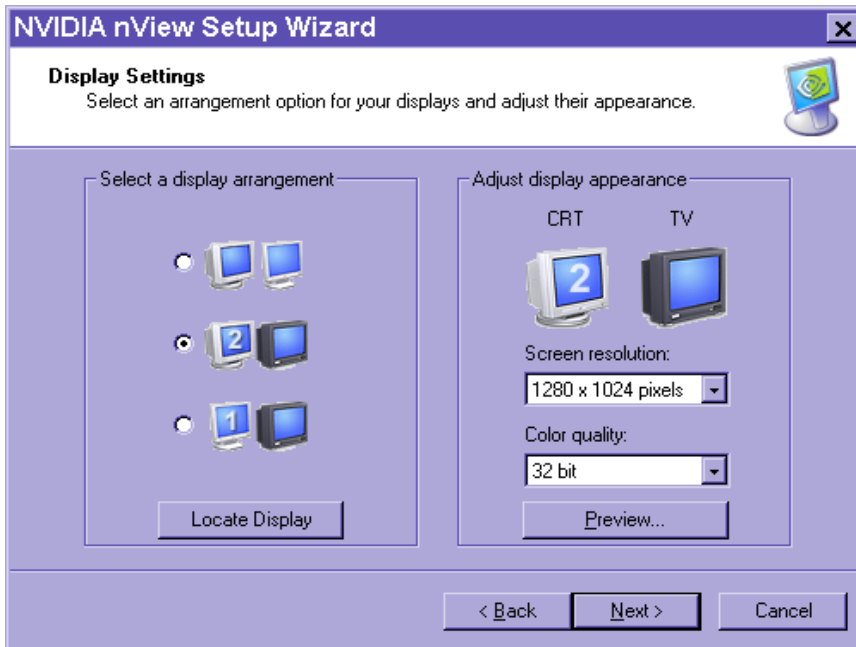 NVIDIA nView Setup Wizard
Display Settings
Select an arrangement option for your displays and adjust their appearance.
Select a display arrangement
2
1
Locate Display
Adjust display appearance
CRT TV
2
Screen resolution:
1280 x 1024 pixels
Color quality:
32 bit
Preview...
< Back Next > Cancel